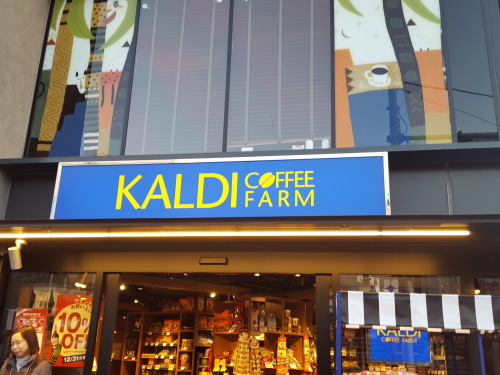 KALDI COFFEE
FARM
10%
12/31
KALDI
COFFEE FARM